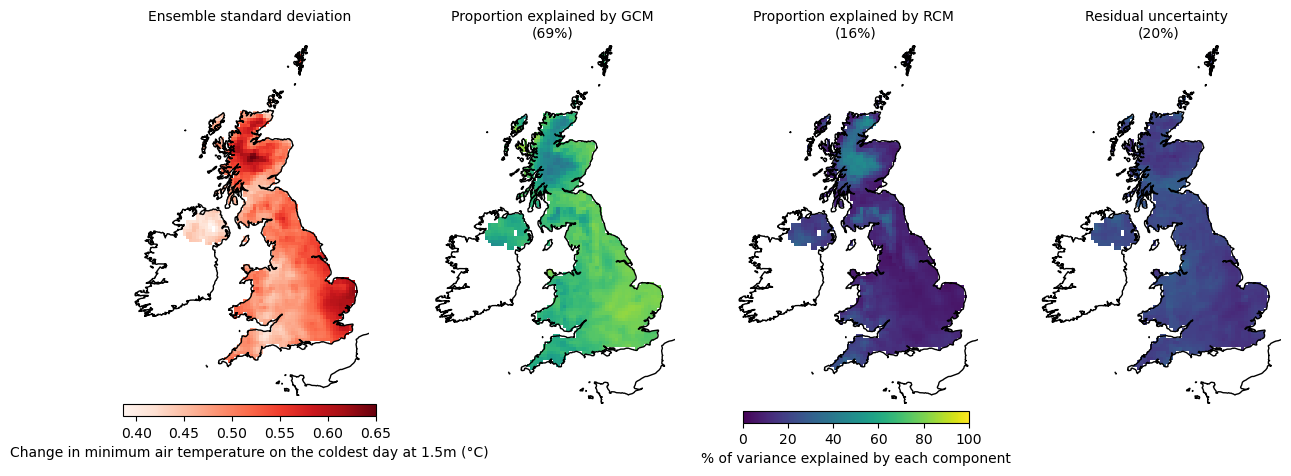 Ensemble standard deviation
Proportion explained by GCM
(69%)
Proportion explained by RCM
(16%)
Residual uncertainty
(20%)
0.40 0.45 0.50 0.55 0.60 0.65
Change in minimum air temperature on the coldest day at 1.5m (°C)
0 20 40 60 80 100
% of variance explained by each component